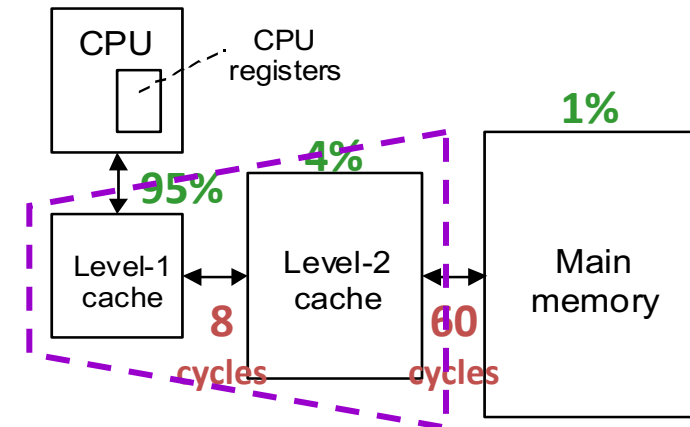 CPU
CPU
registers
1%
4%
95%
Level-1
cache
Level-2
cache
Main
memory
8
cycles
60
cycles